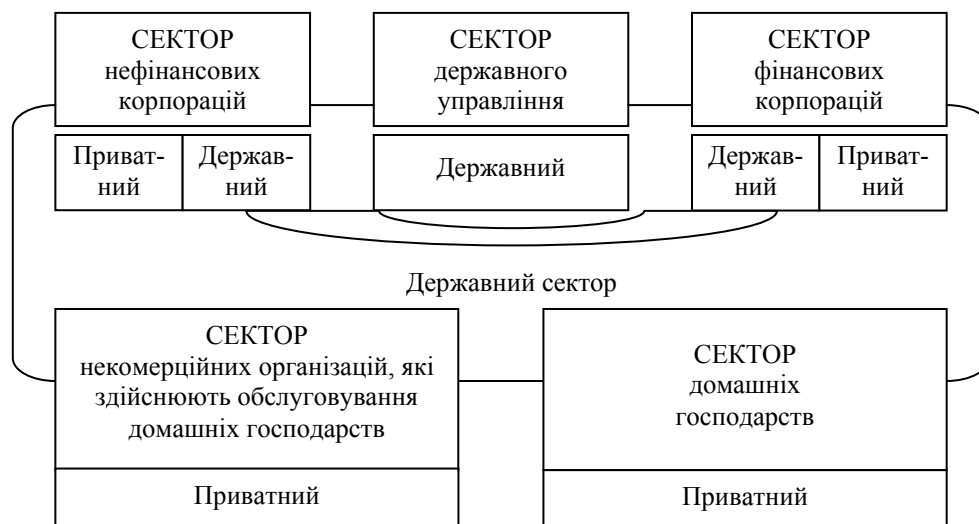 СЕКТОР
нефінансових
корпорацій
СЕКТОР
державного
управління
СЕКТОР
фінансових
корпорацій
Приват-
ний
Держав-
ний
Державний
Держав-
ний
Приват-
ний
Державний сектор
СЕКТОР
некомерційних організацій, які
здійснюють обслуговування
домашніх господарств
СЕКТОР
домашніх
господарств
Приватний
Приватний